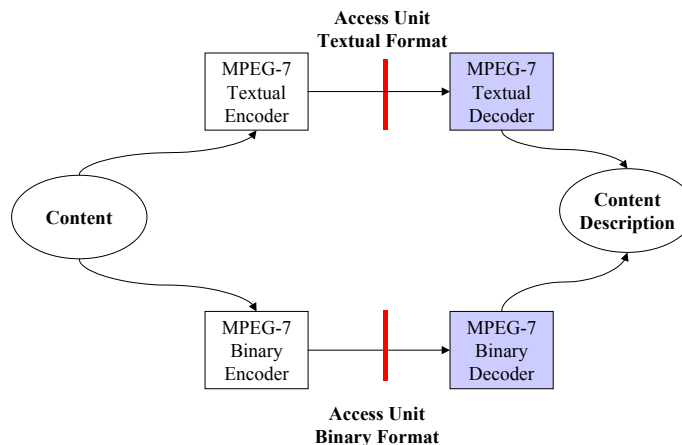 Access Unit
Textual Format
MPEG-7
Textual
Encoder
MPEG-7
Textual
Decoder
Content
Content
Description
MPEG-7
Binary
Encoder
MPEG-7
Binary
Decoder
Access Unit
Binary Format